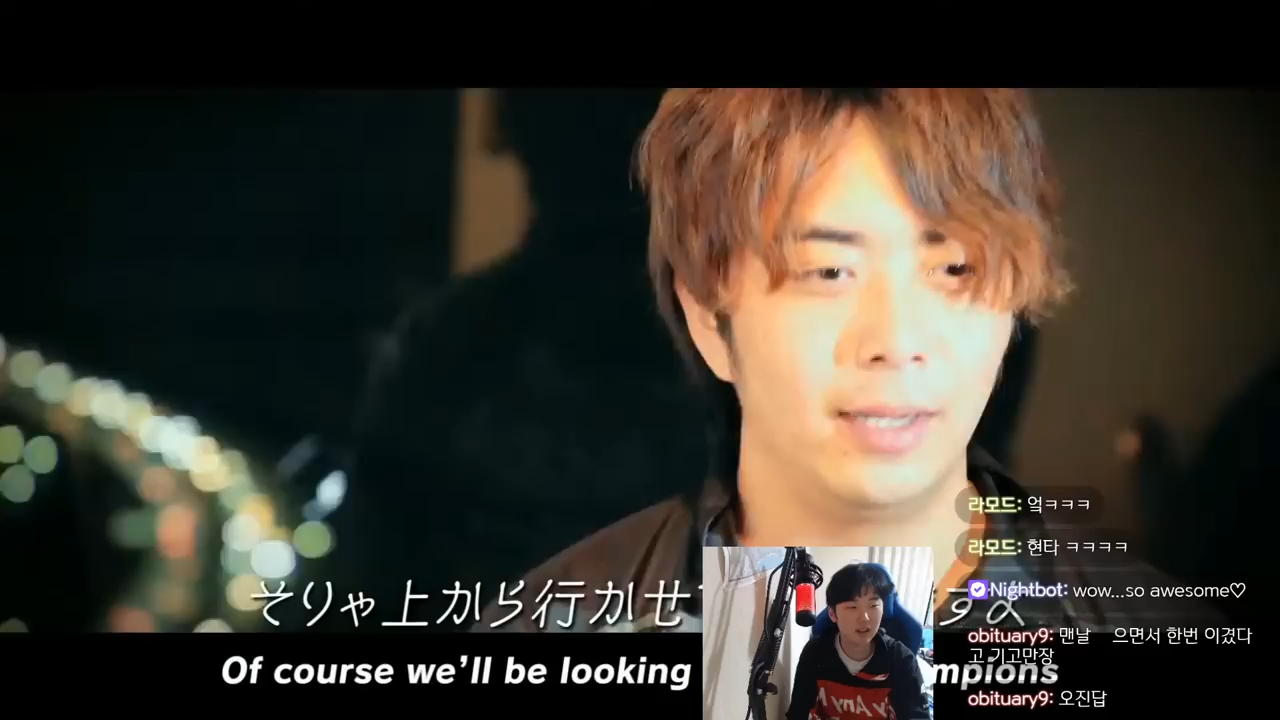 そりゃ上から行かせ
すよ
Of course we'll be looking
mpions
라모드: 엌ㅋㅋㅋ
라모드: 현타 ㅋㅋㅋㅋ
Nightbot: wow...so awesome♡
obituary9: 맨날 으면서 한번 이겼다
고 기고만장
obituary9: 오진답